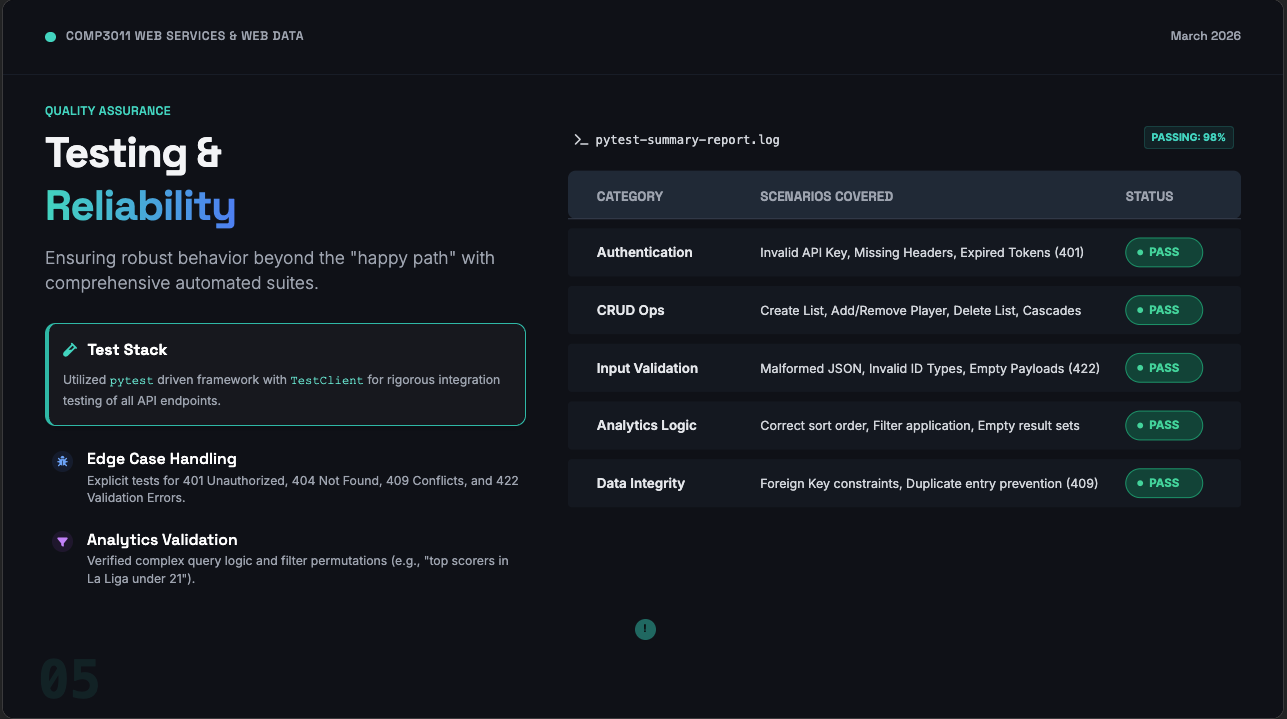 COMP3011 WEB SERVICES & WEB DATA
March 2026
QUALITY ASSURANCE
Testing &
Reliability
Ensuring robust behavior beyond the "happy path" with
comprehensive automated suites.
Test Stack
Utilized pytest driven framework with TestClient for rigorous integration
testing of all API endpoints.
Edge Case Handling
Explicit tests for 401 Unauthorized, 404 Not Found, 409 Conflicts, and 422
Validation Errors.
Analytics Validation
Verified complex query logic and filter permutations (e.g., "top scorers in
La Liga under 21").
05
pytest-summary-report.log
PASSING: 98%
CATEGORY SCENARIOS COVERED STATUS
Authentication Invalid API Key, Missing Headers, Expired Tokens (401) PASS
CRUD Ops Create List, Add/Remove Player, Delete List, Cascades PASS
Input Validation Malformed JSON, Invalid ID Types, Empty Payloads (422) PASS
Analytics Logic Correct sort order, Filter application, Empty result sets PASS
Data Integrity Foreign Key constraints, Duplicate entry prevention (409) PASS
!